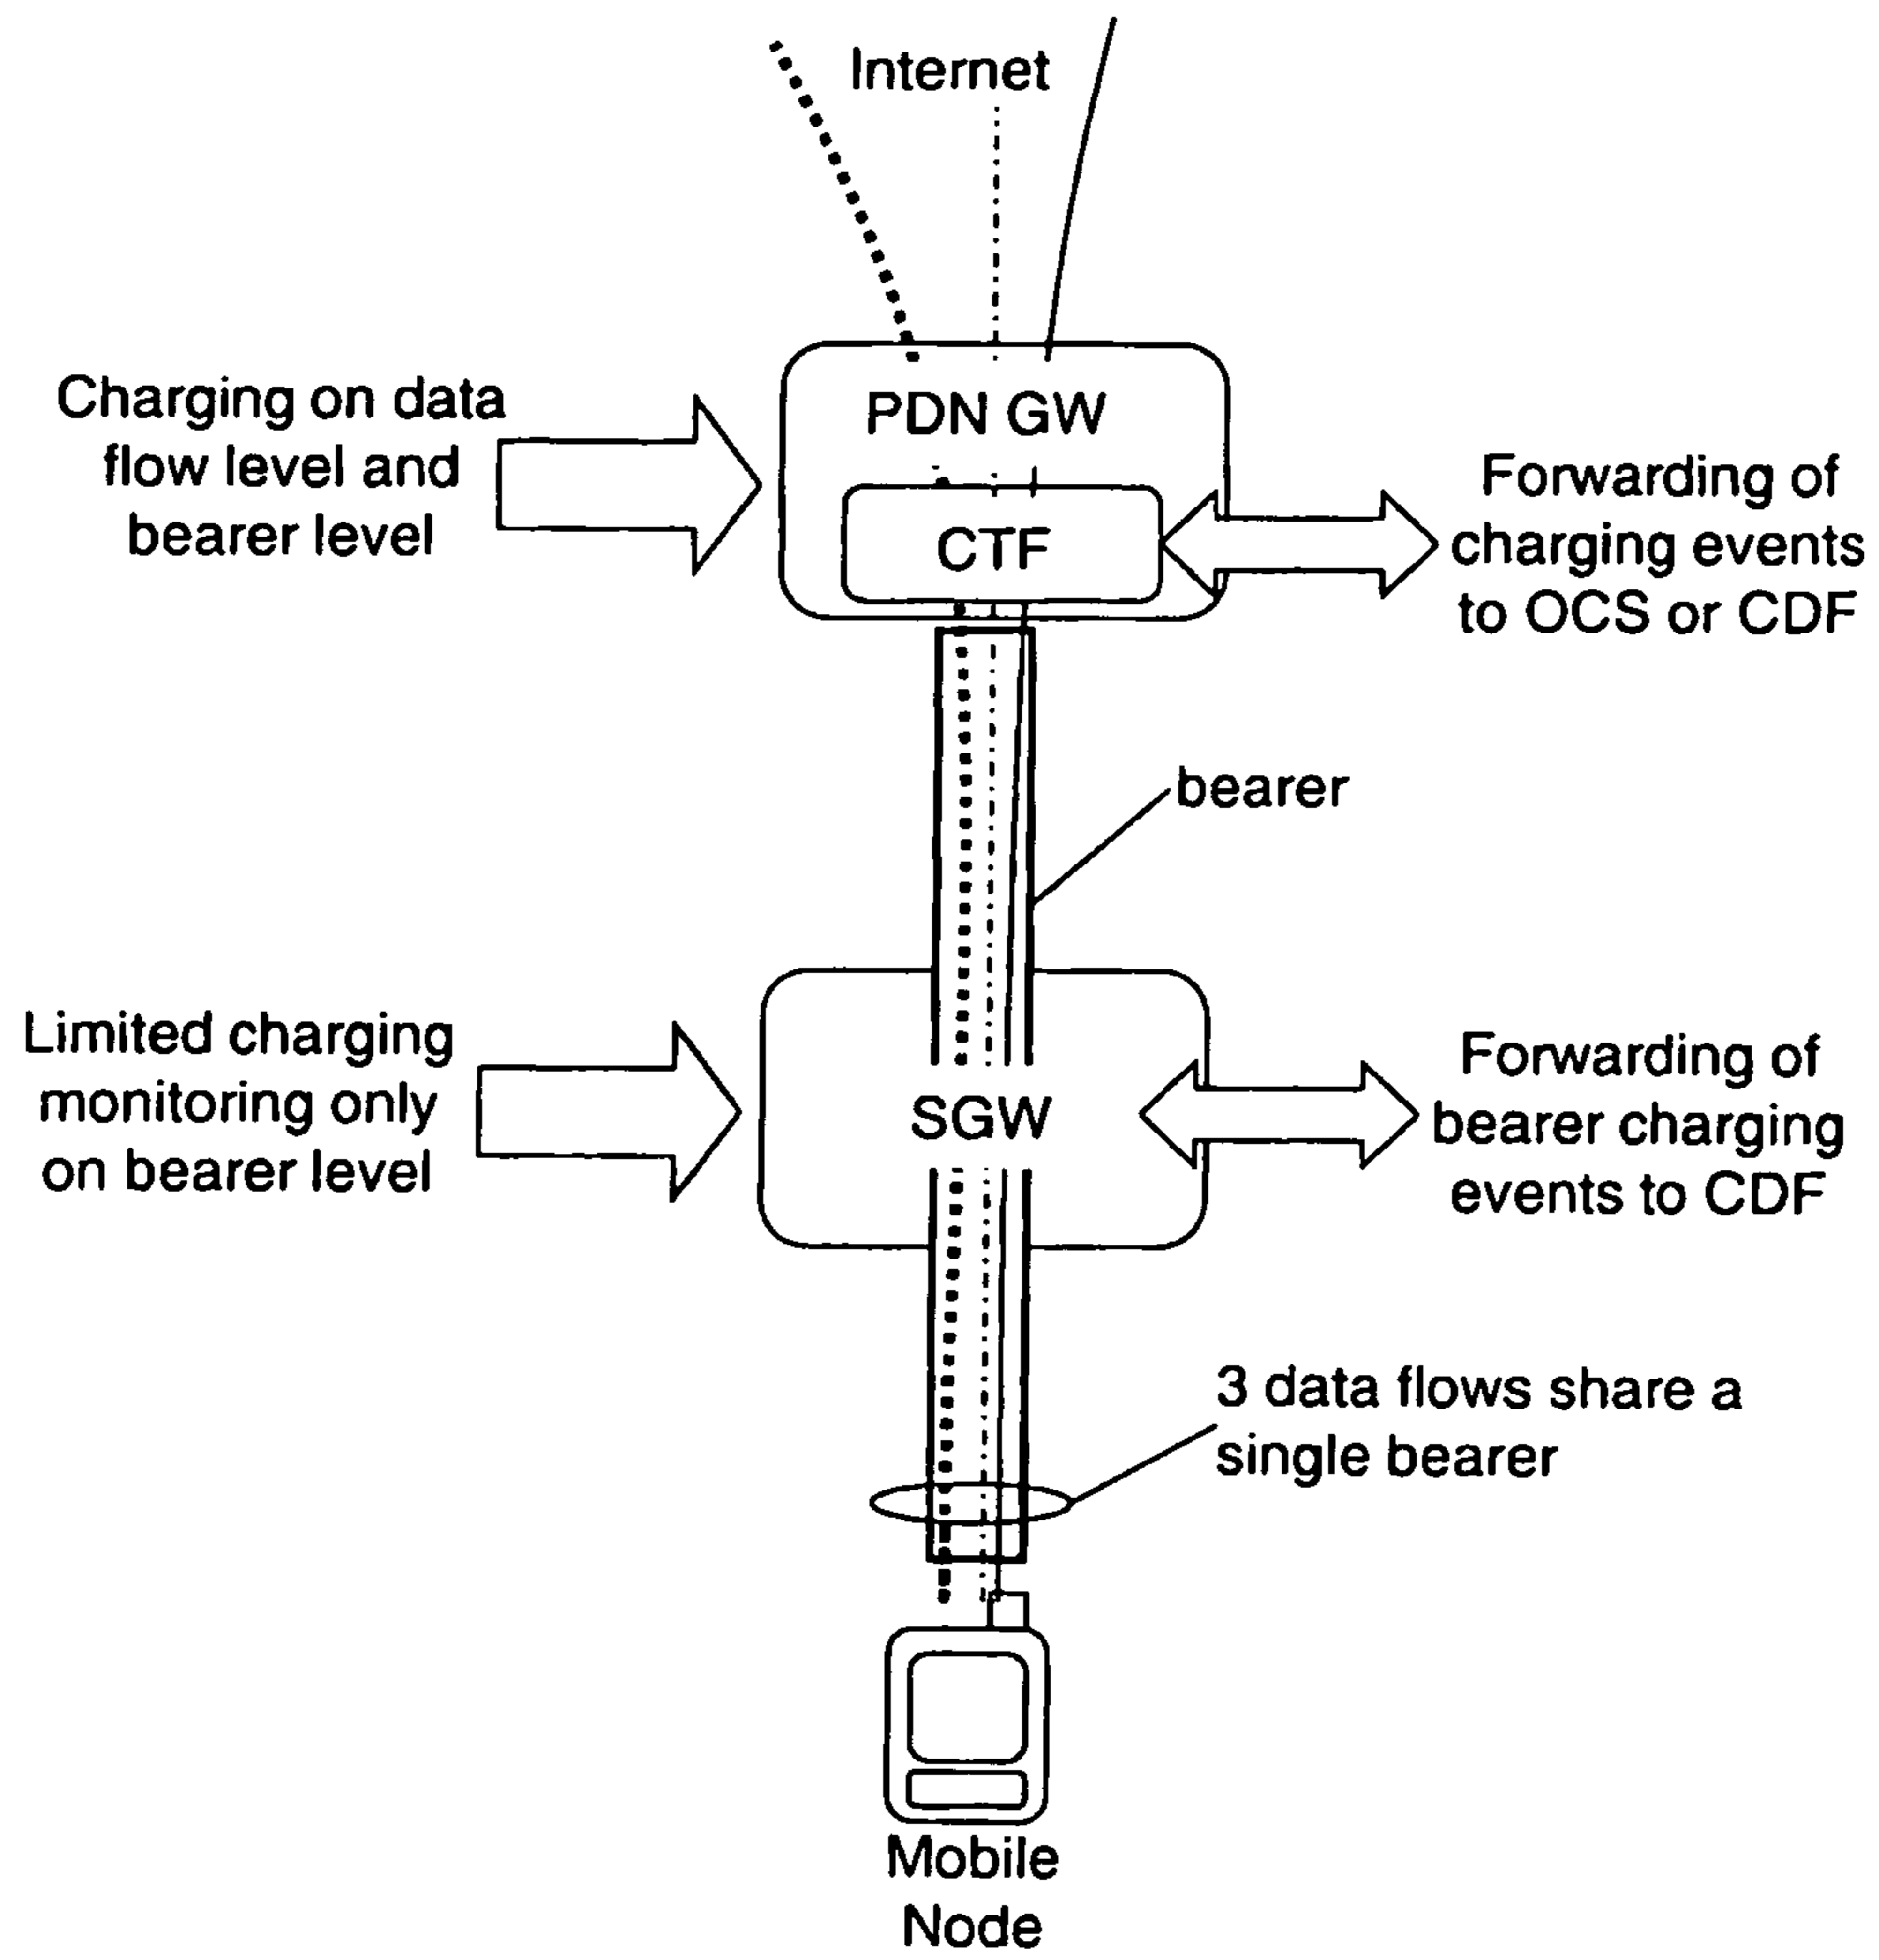 Internet
Charging on data
flow level and
bearer level
PDN GW
CTF
Forwarding of
charging events
to OCS or CDF
bearer
Limited charging
monitoring only
on bearer level
SGW
Forwarding of
bearer charging
events to CDF
3 data flows share a
single bearer
Mobile
Node